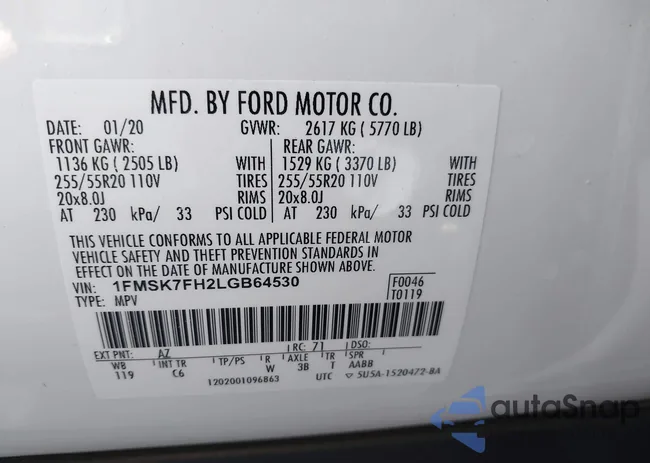 MFD. BY FORD MOTOR CO.
DATE: 01/20 GVWR: 2617 KG ( 5770 LB)
FRONT GAWR: REAR GAWR:
1136 KG ( 2505 LB) WITH 1529 KG ( 3370 LB) WITH
255/55R20 110V TIRES 255/55R20 110V TIRES
20x8.0J RIMS 20x8.0J RIMS
AT 230 kPa/ 33 PSI COLD AT 230 kPa/ 33 PSI COLD
THIS VEHICLE CONFORMS TO ALL APPLICABLE FEDERAL MOTOR
VEHICLE SAFETY AND THEFT PREVENTION STANDARDS IN
EFFECT ON THE DATE OF MANUFACTURE SHOWN ABOVE.
VIN: 1FMSK7FH2LGB64530 F0046
TYPE: MPV T0119
EXT PNT: AZ RC: 71 DSO:
WB INT TR TP/PS R AXLE TR SPR
119 C6 W 3B T AABB
1202001096863 UTC 5U5A-1520472-BA
autoSnap